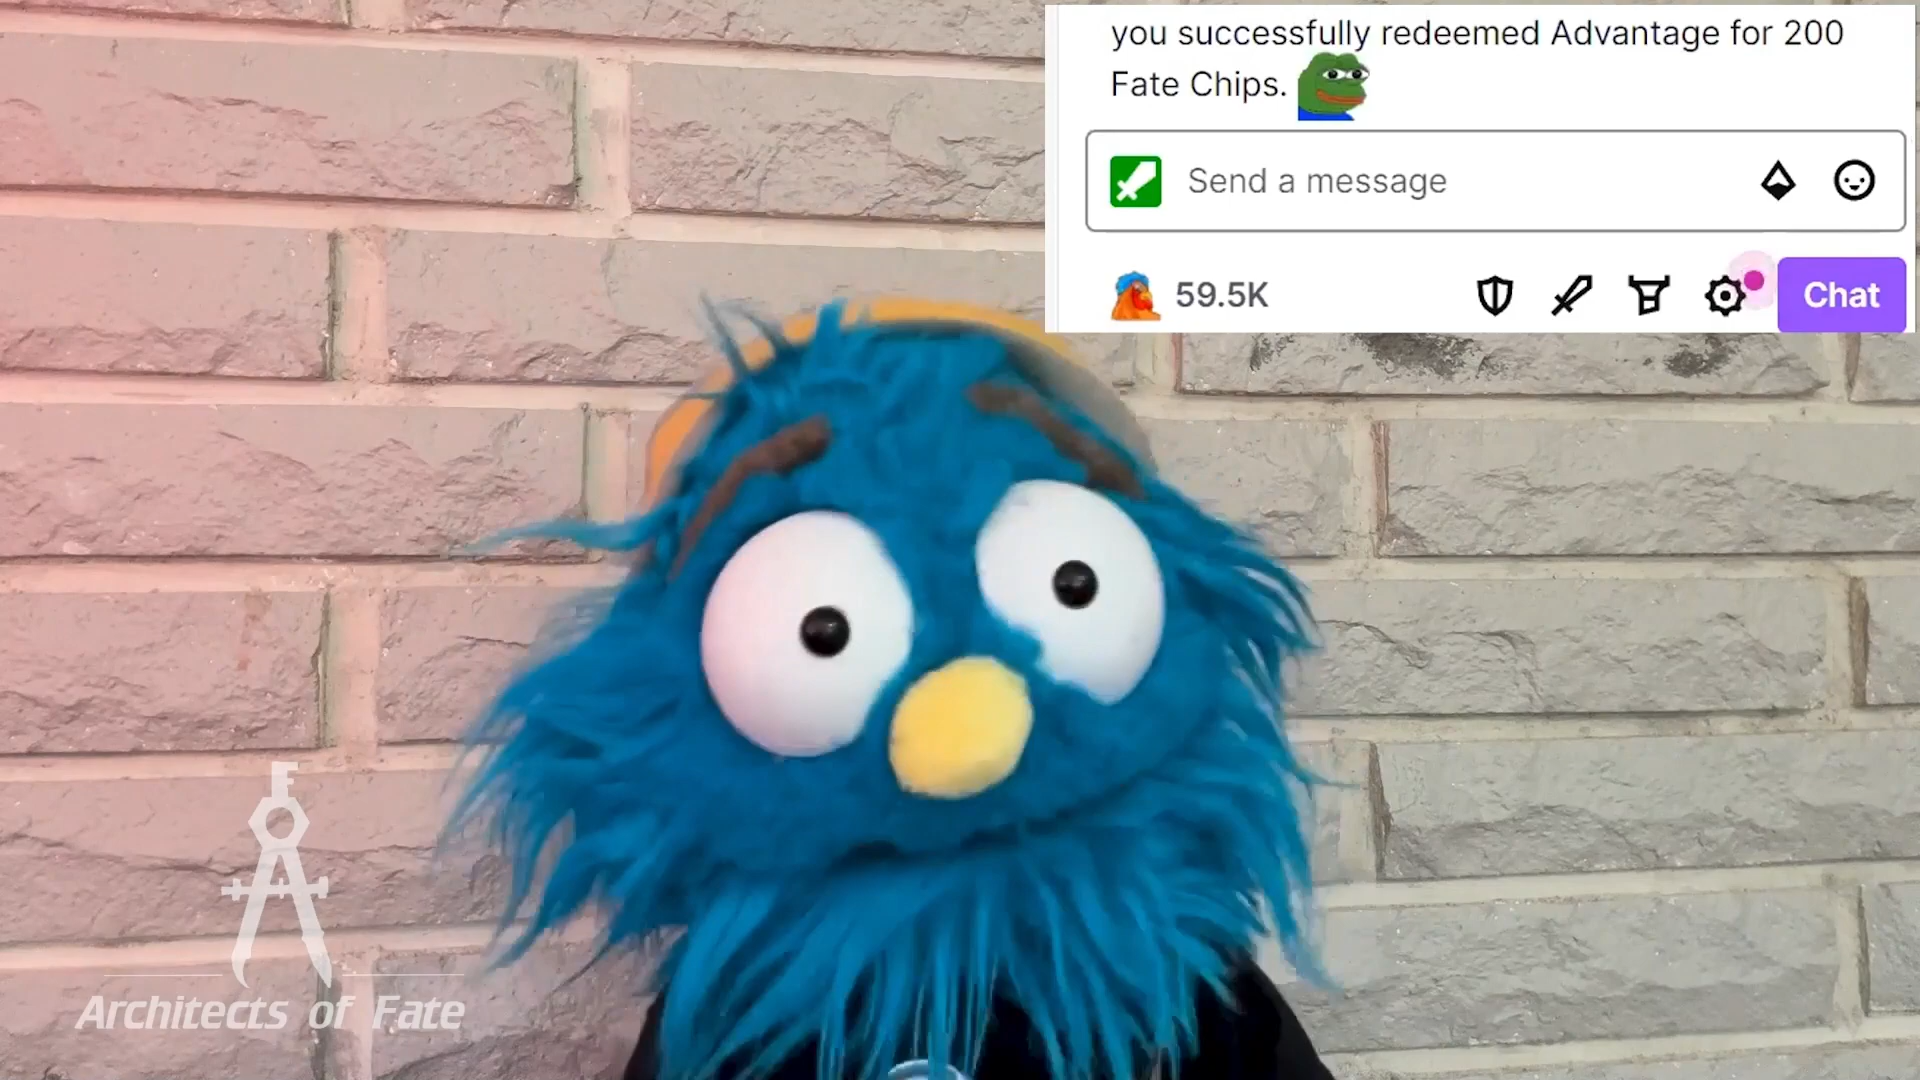 you successfully redeemed Advantage for 200
Fate Chips.
Send a message
59.5K
Chat
Architects of Fate